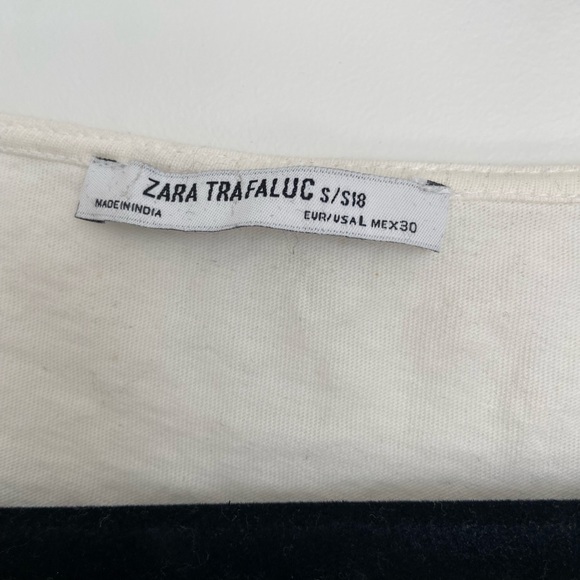 ZARA TRAFALUC S/S18
MADE IN INDIA
EUR/USA L MEX 30